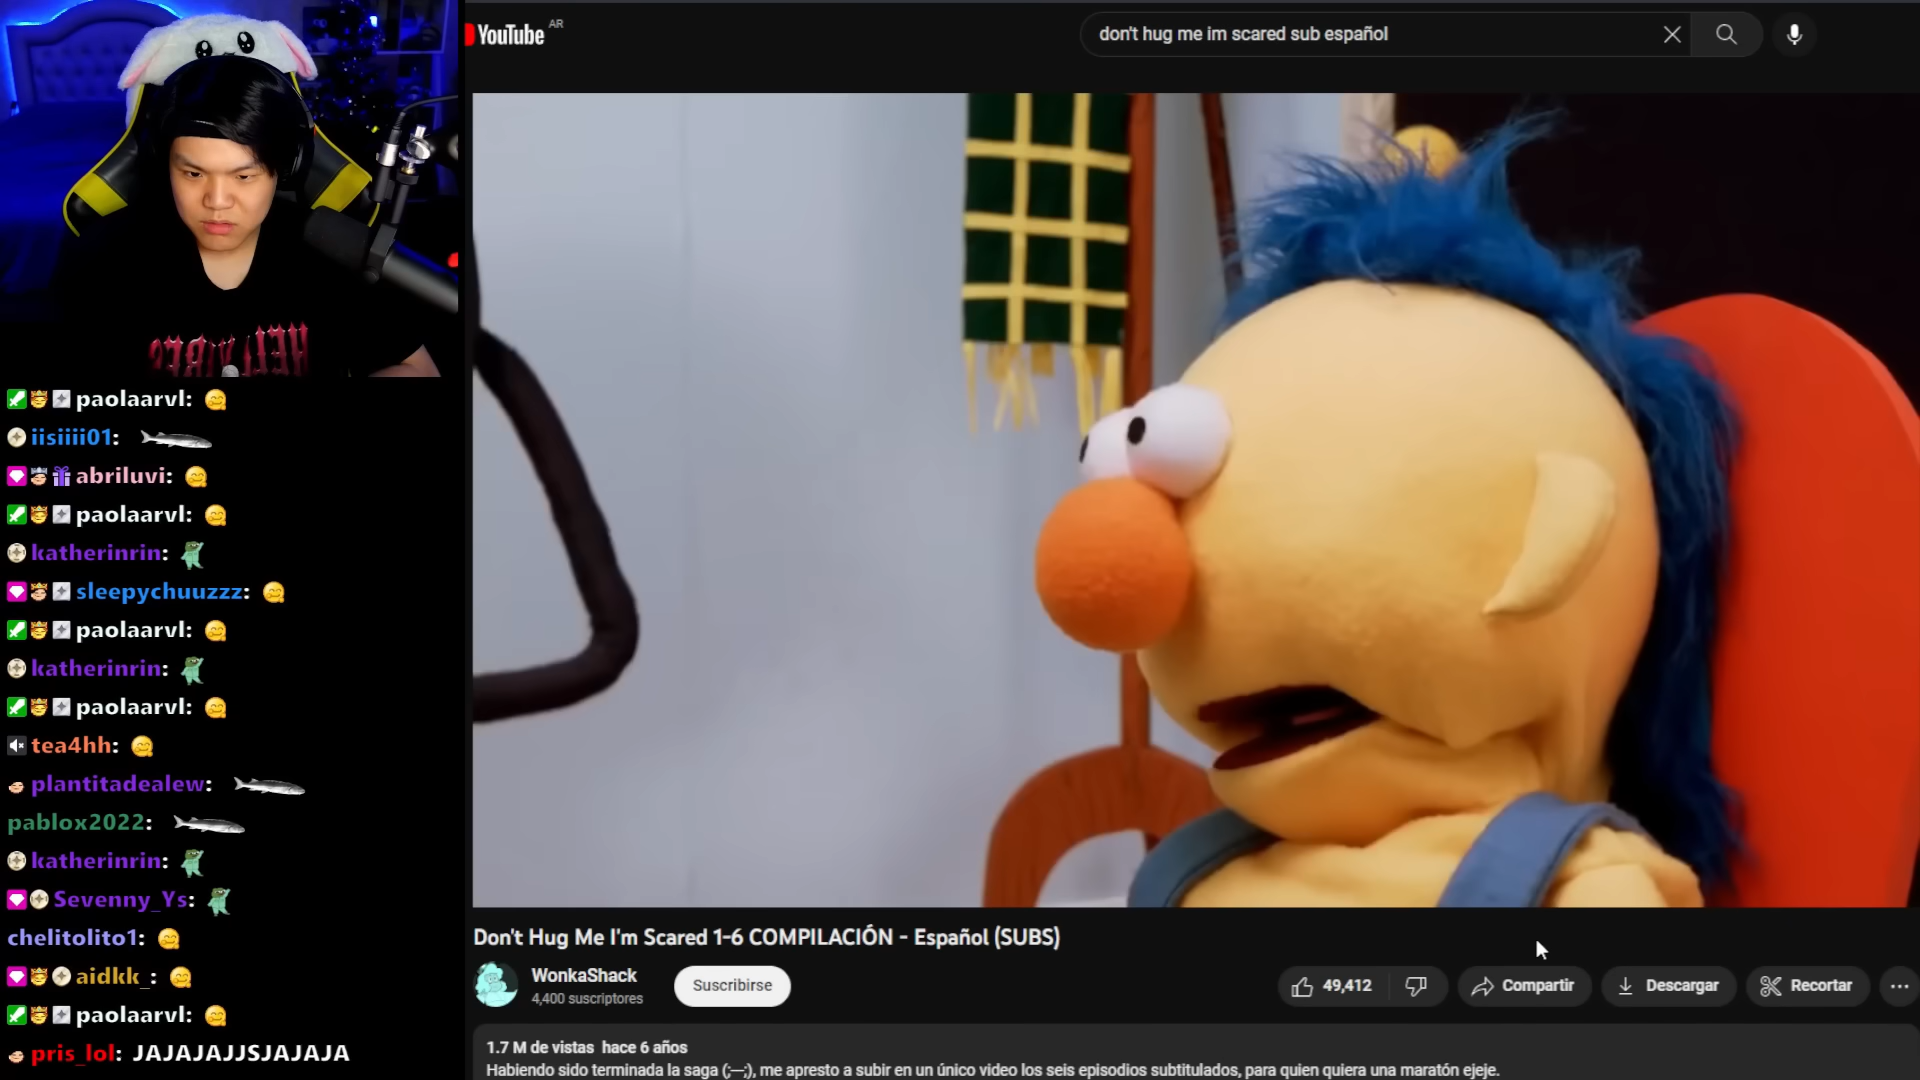 YouTube AR
don't hug me im scared sub español
paolaarvl:
iisiiii01:
abriluvi:
paolaarvl:
katherinrin:
sleepychuuzzz:
paolaarvl:
katherinrin:
paolaarvl:
tea4hh:
plantitadealew:
pablox2022:
katherinrin:
Sevenny_Ys:
chelitolito1:
aidkk_:
paolaarvl:
pris_lol: JAJAJAJJSJAJAJA
Don't Hug Me I'm Scared 1-6 COMPILACIÓN - Español (SUBS)
WonkaShack
4,400 suscriptores
Suscribirse
49,412
Compartir
Descargar
Recortar
1.7 M de vistas hace 6 años
Habiendo sido terminada la saga (;—;), me apresto a subir en un único video los seis episodios subtitulados, para quien quiera una maratón ejeje.